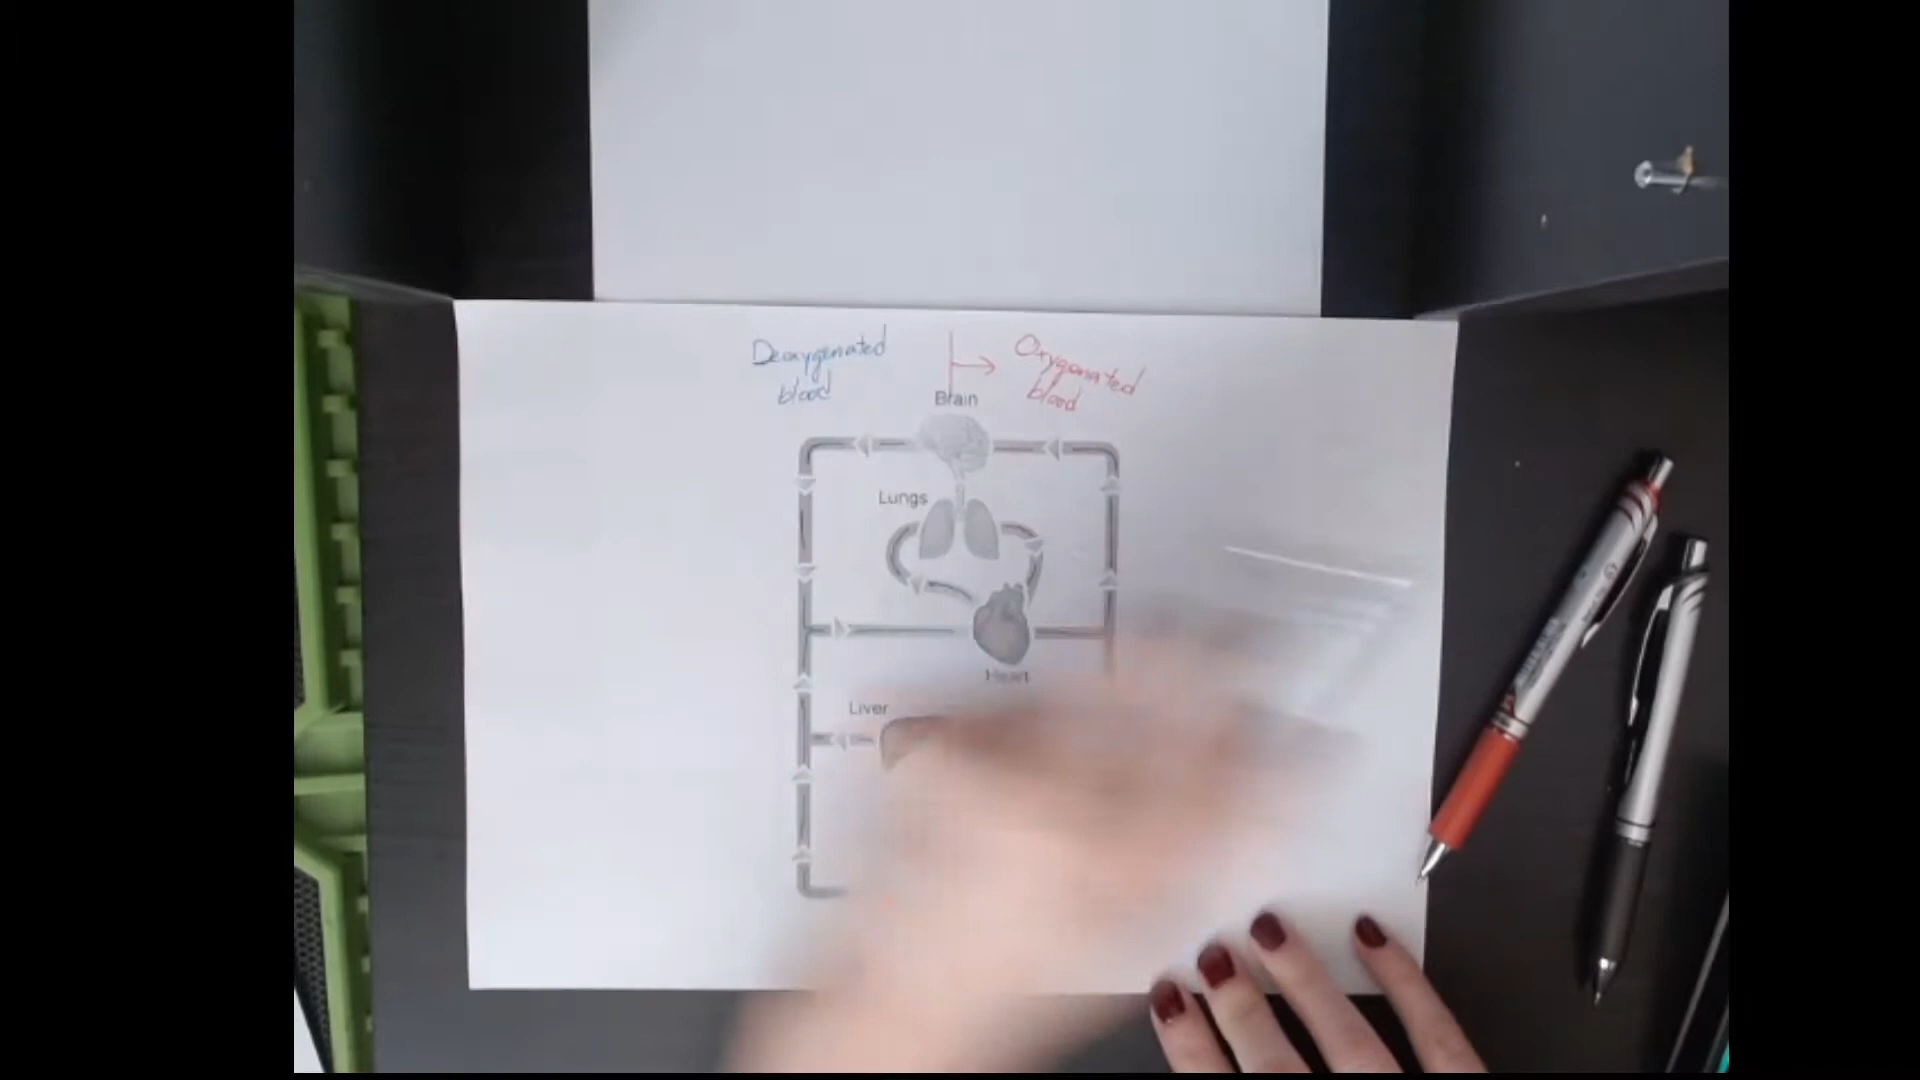 Deoxygenated
blood
Oxygenated
blood
Brain
Lungs
Heart
Liver